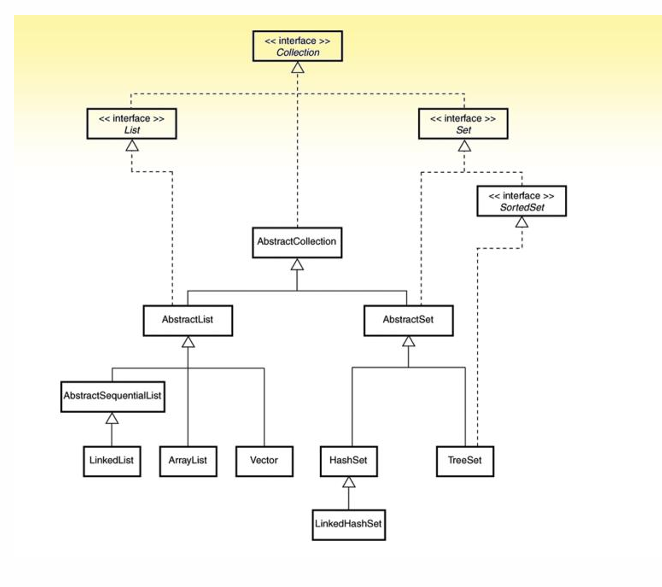 << interface >>
Collection
<< interface >>
List
<< interface >>
Set
<< interface >>
SortedSet
AbstractCollection
AbstractList
AbstractSet
AbstractSequentialList
LinkedList
ArrayList
Vector
HashSet
TreeSet
LinkedHashSet